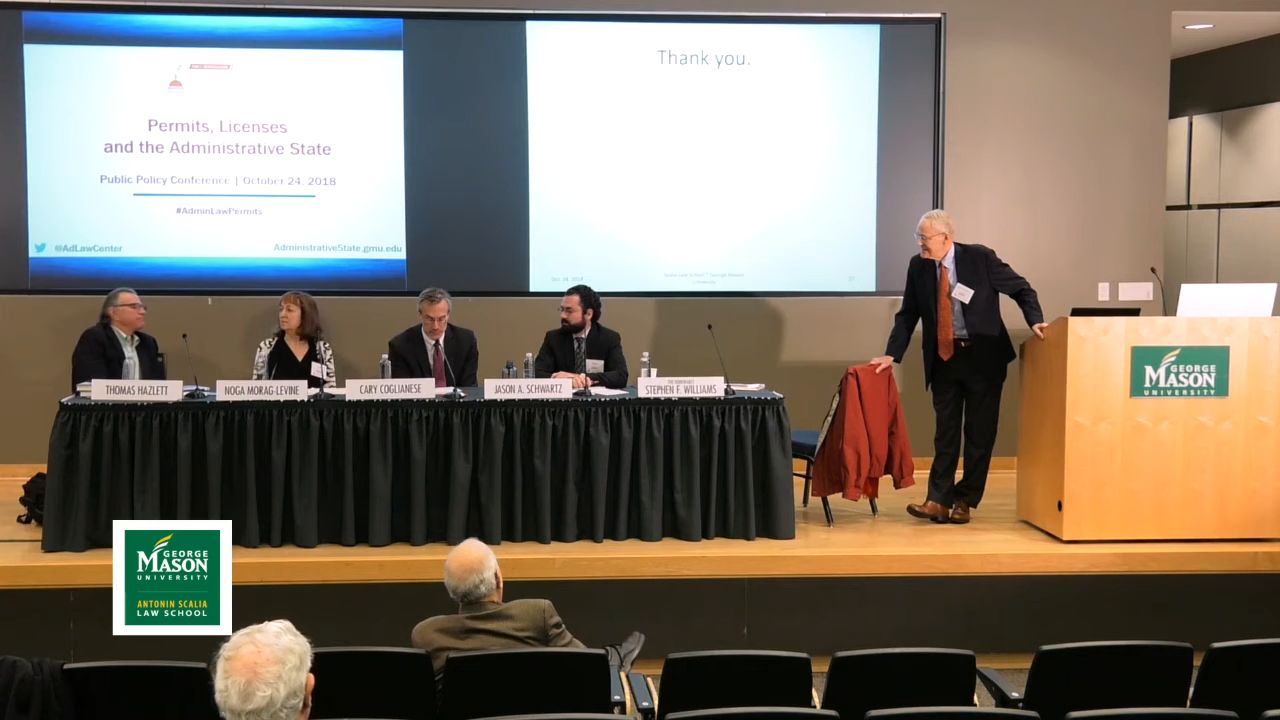 Permits, Licenses
and the Administrative State
Public Policy Conference | October 24, 2018
#AdminLawPermits
@AdLawCenter
AdministrativeState.gmu.edu
Thank you.
THOMAS HAZLETT
NOGA MORAG-LEVINE
CARY COGLIANESE
JASON A. SCHWARTZ
STEPHEN F. WILLIAMS
GEORGE
MASON
UNIVERSITY
GEORGE
MASON
UNIVERSITY
ANTONIN SCALIA
LAW SCHOOL